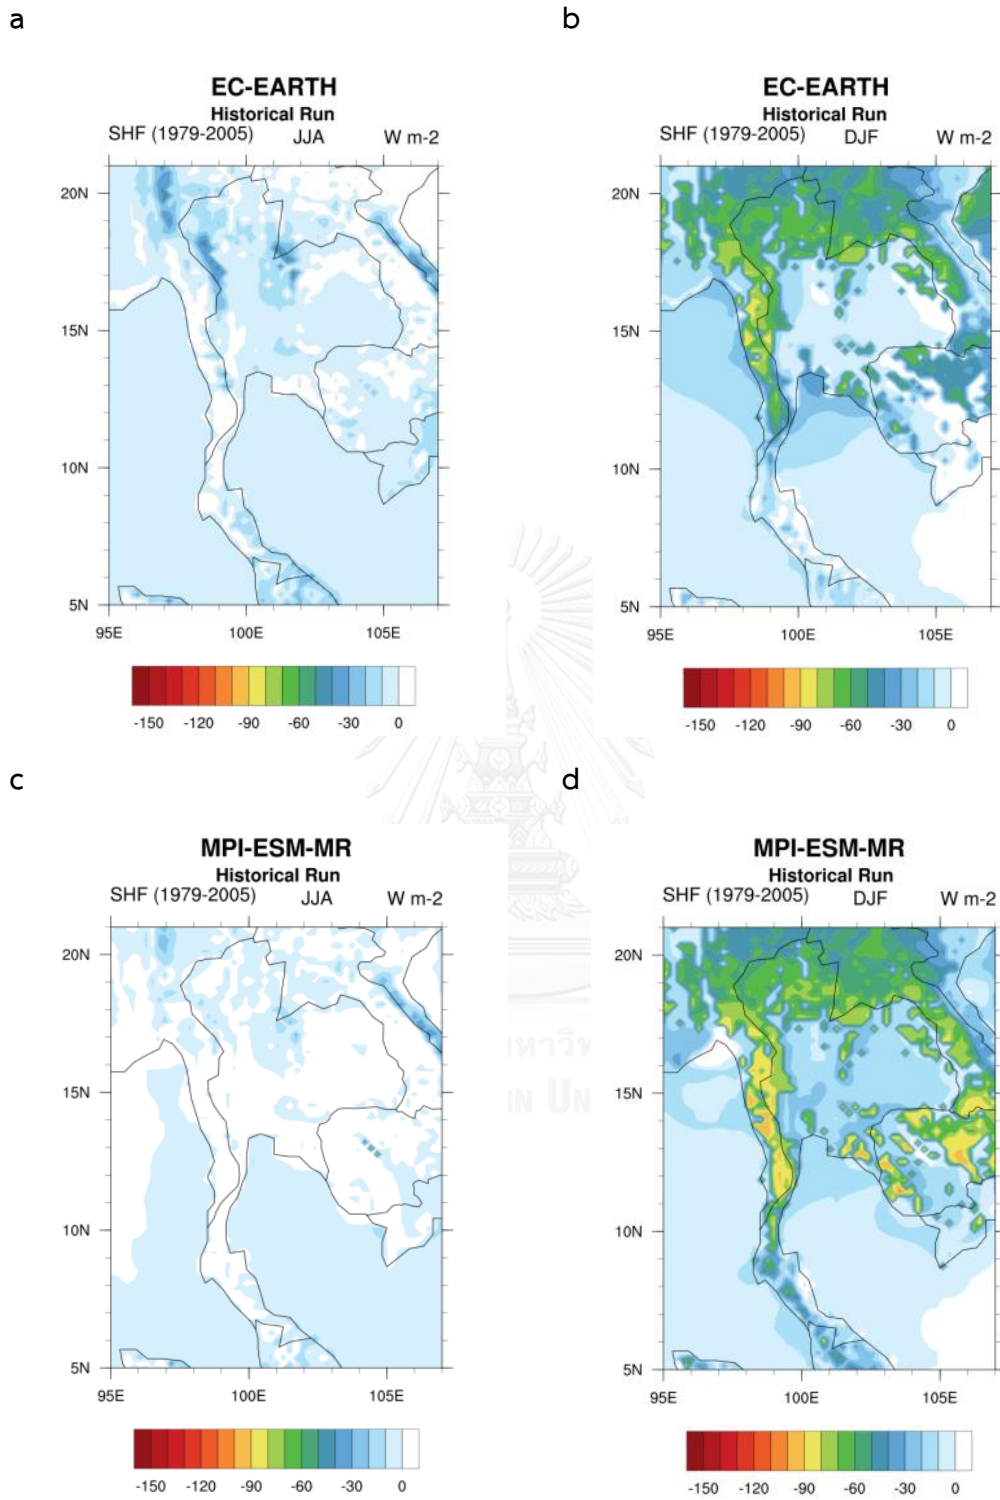 a
b
EC-EARTH
Historical Run
SHF (1979-2005) JJA W m-2
20N
15N
10N
5N
95E 100E 105E
-150 -120 -90 -60 -30 0
EC-EARTH
Historical Run
SHF (1979-2005) DJF W m-2
20N
15N
10N
5N
95E 100E 105E
-150 -120 -90 -60 -30 0
c
d
MPI-ESM-MR
Historical Run
SHF (1979-2005) JJA W m-2
20N
15N
10N
5N
95E 100E 105E
-150 -120 -90 -60 -30 0
MPI-ESM-MR
Historical Run
SHF (1979-2005) DJF W m-2
20N
15N
10N
5N
95E 100E 105E
-150 -120 -90 -60 -30 0